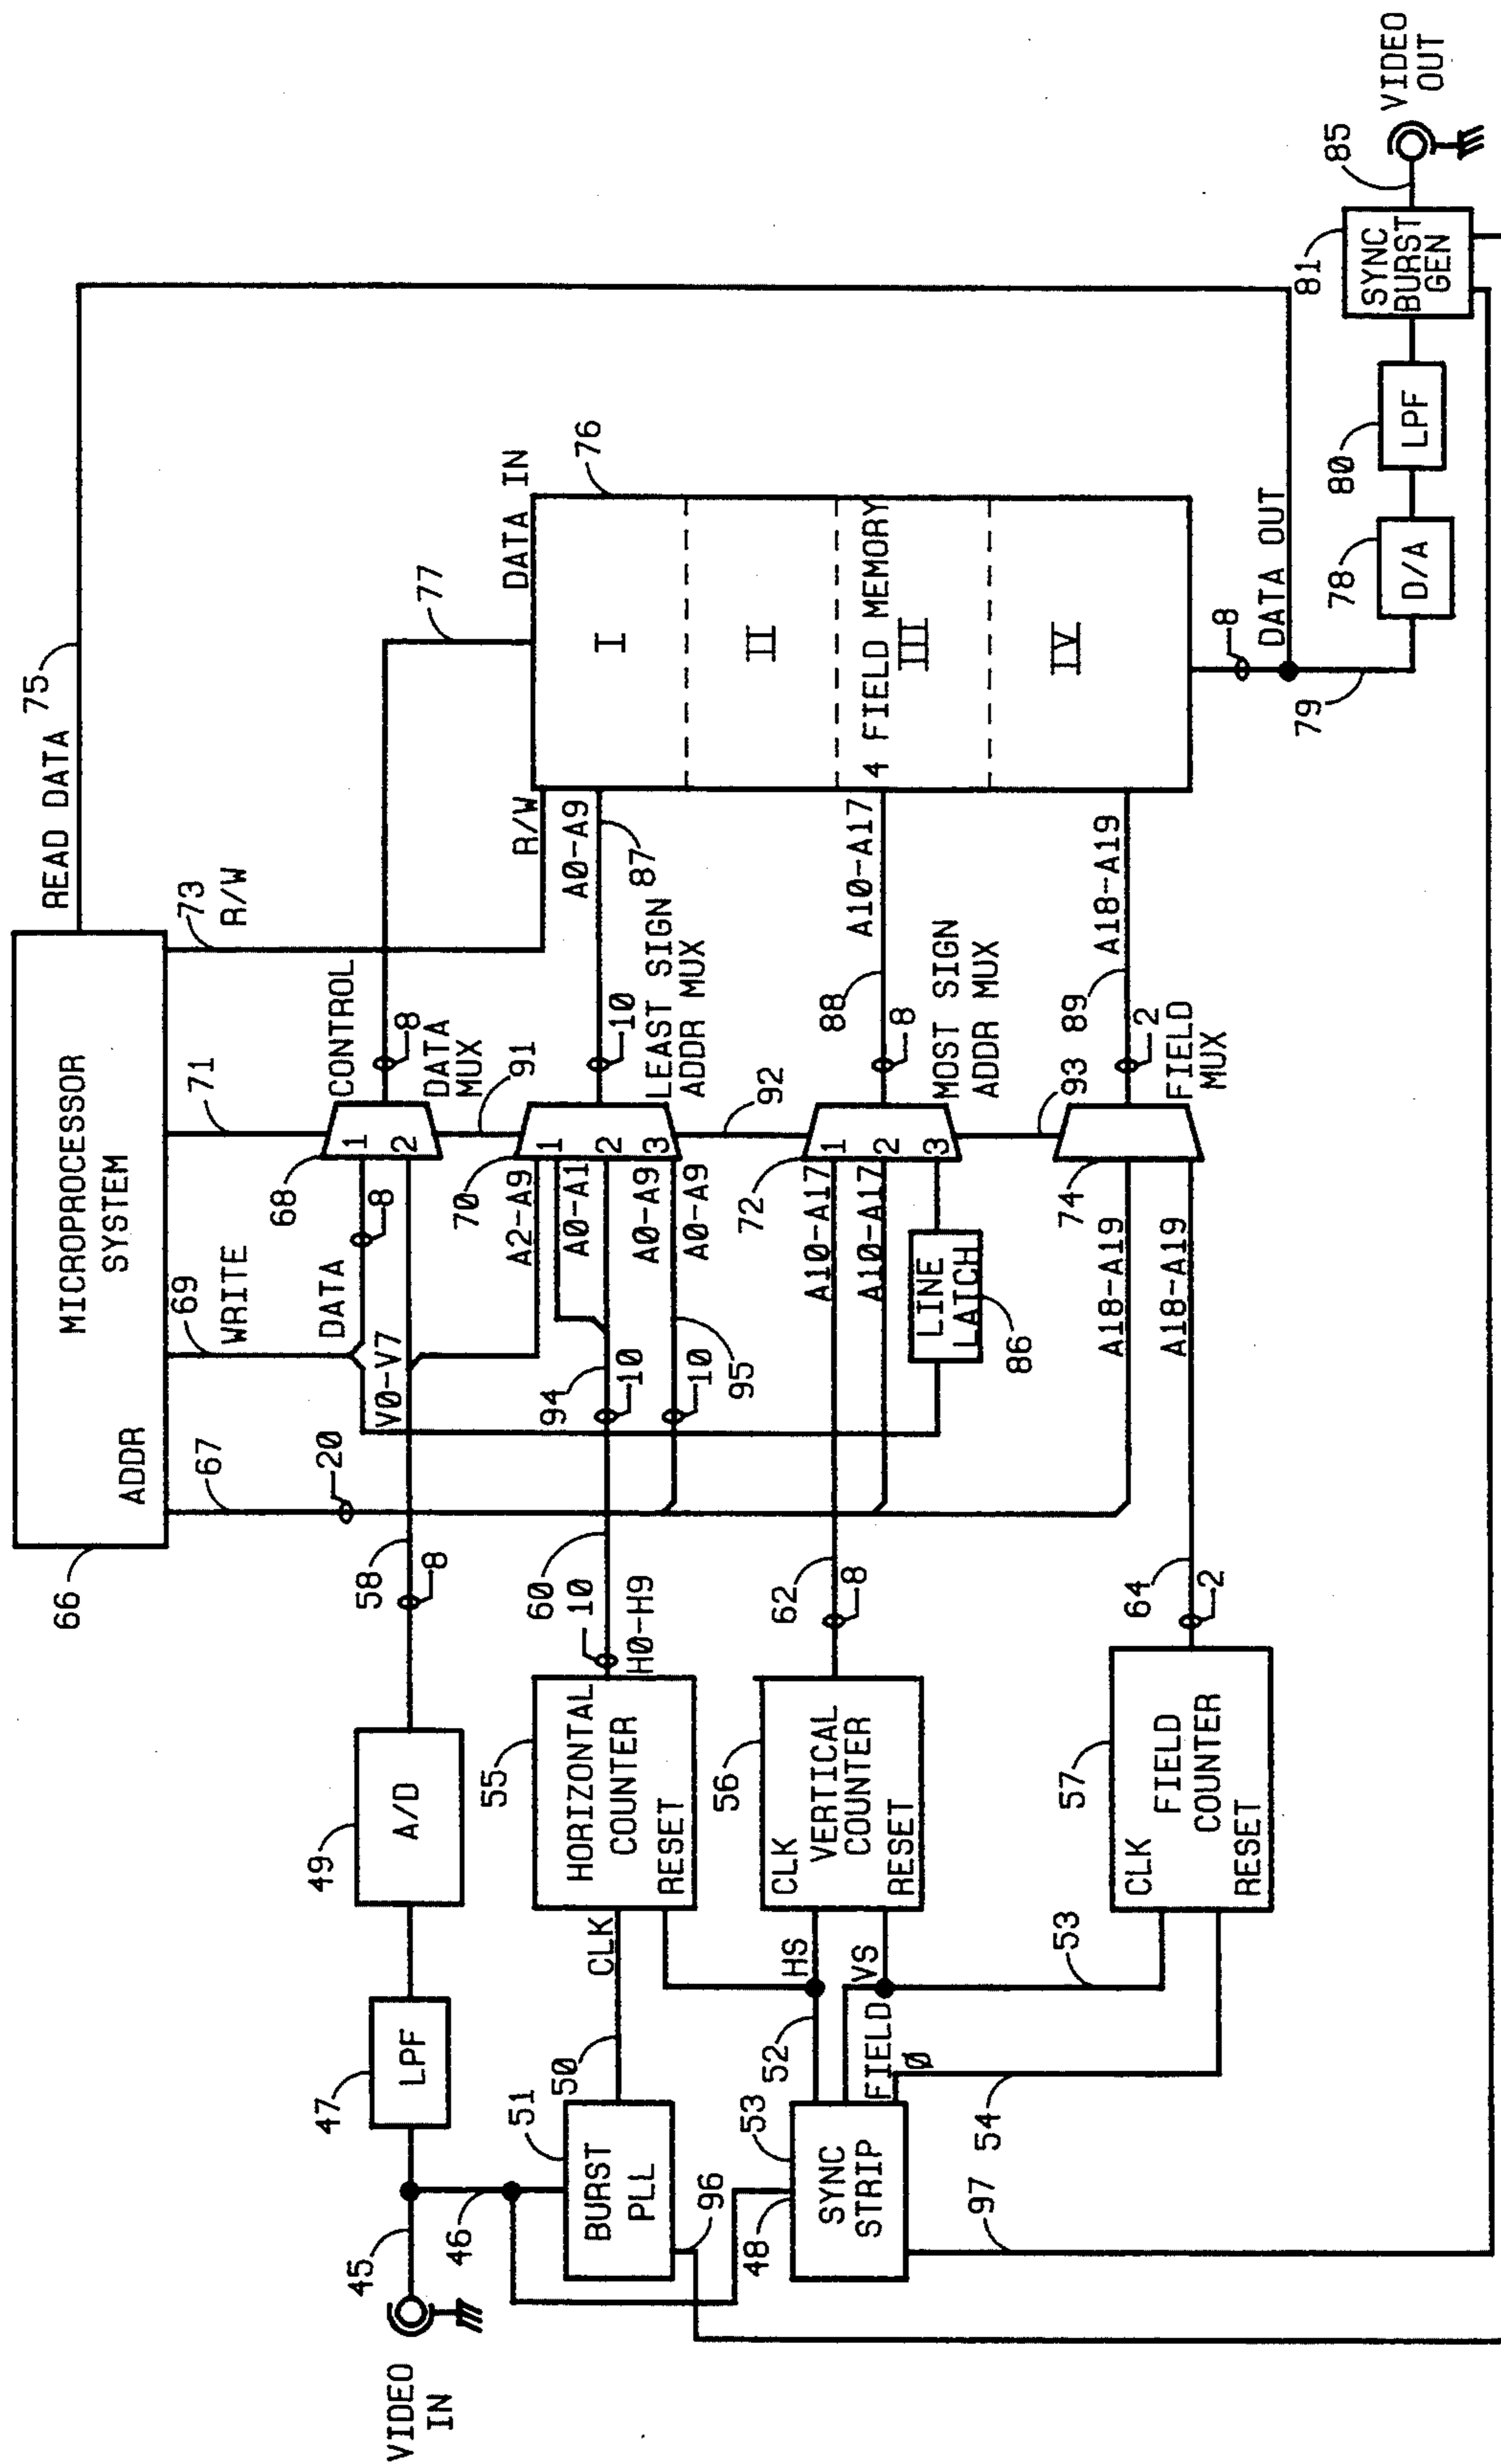 MICROPROCESSOR
SYSTEM
ADDR
66
67
20
69
WRITE
DATA
8
71
73
R/W
READ DATA
75
VIDEO
IN
45
46
47
LPF
49
A/D
58
8
V0-V7
68
1
2
CONTROL
8
DATA
MUX
77
DATA IN
76
51
BURST
PLL
50
CLK
96
55
HORIZONTAL
COUNTER
RESET
10
H0-H9
60
94
10
10
95
A2-A9
A0-A1
A0-A9
A0-A9
70
1
2
3
91
10
LEAST SIGN
ADDR MUX
R/W
A0-A9
87
53
48
SYNC
STRIP
52
HS
VS
FIELD
Ø
54
97
53
56
CLK
VERTICAL
COUNTER
RESET
62
8
A10-A17
A10-A17
LINE
LATCH
86
72
1
2
3
92
8
MOST SIGN
ADDR MUX
88
A10-A17
57
CLK
FIELD
COUNTER
RESET
64
2
A18-A19
A18-A19
74
93
2
FIELD
MUX
89
A18-A19
I
II
4 FIELD MEMORY
III
IV
8
DATA OUT
79
78
D/A
80
LPF
81
SYNC
BURST
GEN
85
VIDEO
OUT